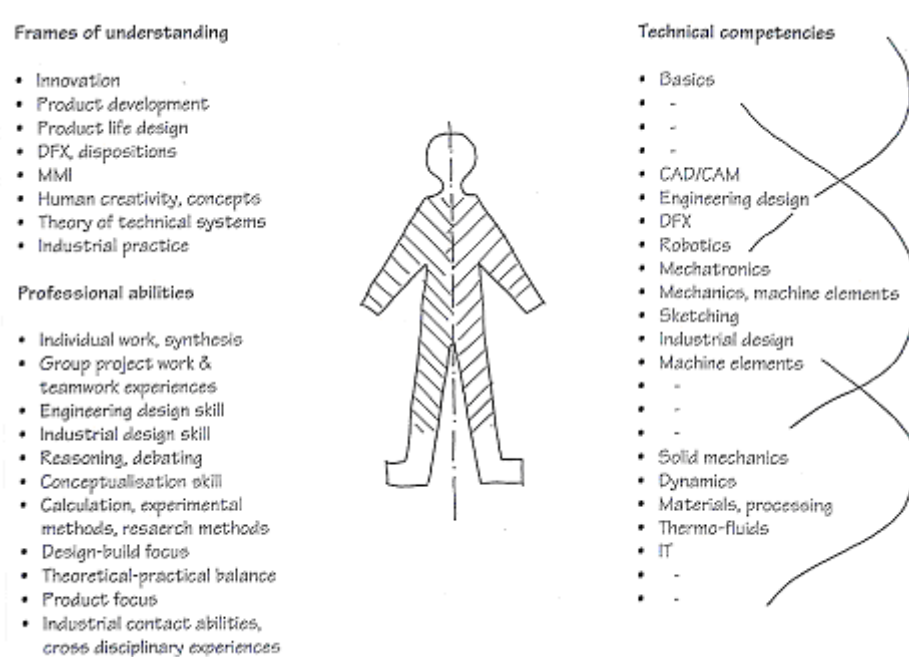 Frames of understanding
• Innovation
• Product development
• Product life design
• DFX, dispositions
• MMI
• Human creativity, concepts
• Theory of technical systems
• Industrial practice
Professional abilities
• Individual work, synthesis
• Group project work &
teamwork experiences
• Engineering design skill
• Industrial design skill
• Reasoning, debating
• Conceptualisation skill
• Calculation, experimental
methods, resaerch methods
• Design-build focus
• Theoretical-practical balance
• Product focus
• Industrial contact abilities,
cross disciplinary experiences
Technical competencies
• Basics
• -
• -
• -
• CAD/CAM
• Engineering design
• DFX
• Robotics
• Mechatronics
• Mechanics, machine elements
• Sketching
• Industrial design
• Machine elements
• -
• -
• -
• Solid mechanics
• Dynamics
• Materials, processing
• Thermo-fluids
• IT
• -
• -